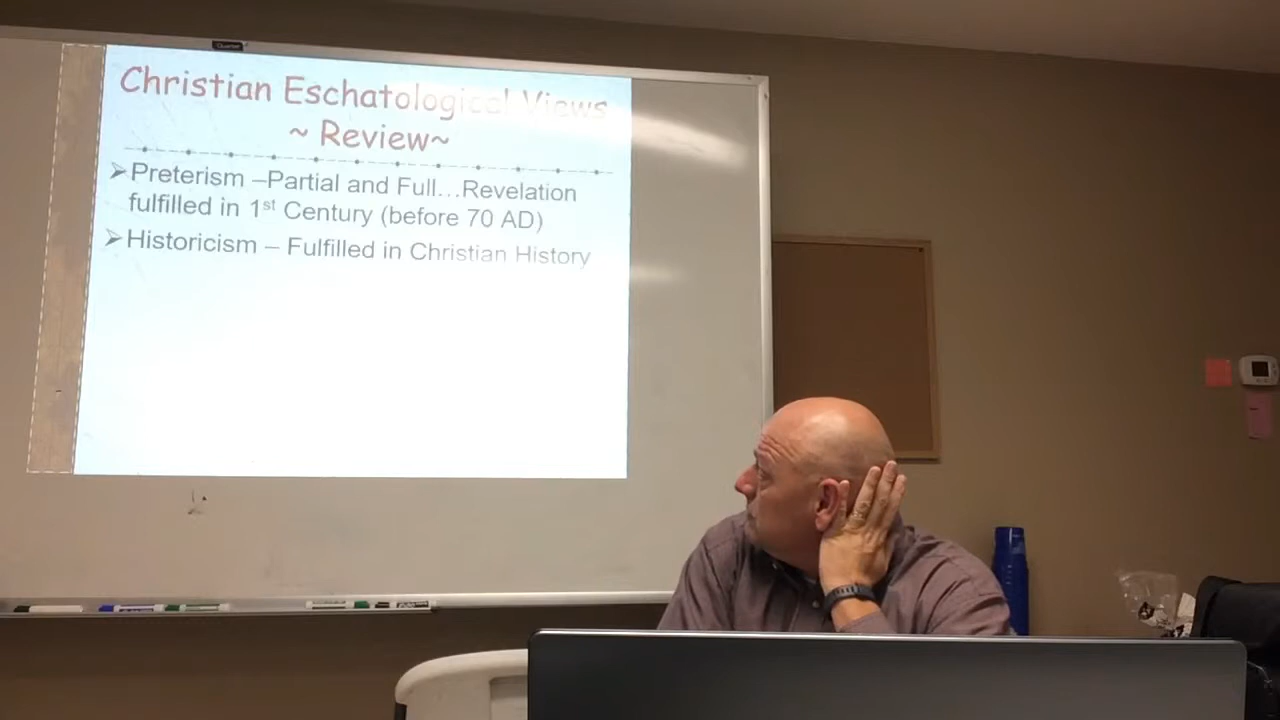 Quartet
Christian Eschatological Views
~ Review~
➢Preterism –Partial and Full...Revelation
fulfilled in 1st Century (before 70 AD)
➢Historicism – Fulfilled in Christian History